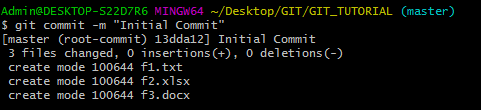 Admin@DESKTOP-S22D7R6 MINGW64 ~/Desktop/GIT/GIT_TUTORIAL (master)
$ git commit -m "Initial Commit"
[master (root-commit) 13dda12] Initial Commit
 3 files changed, 0 insertions(+), 0 deletions(-)
 create mode 100644 f1.txt
 create mode 100644 f2.xlsx
 create mode 100644 f3.docx